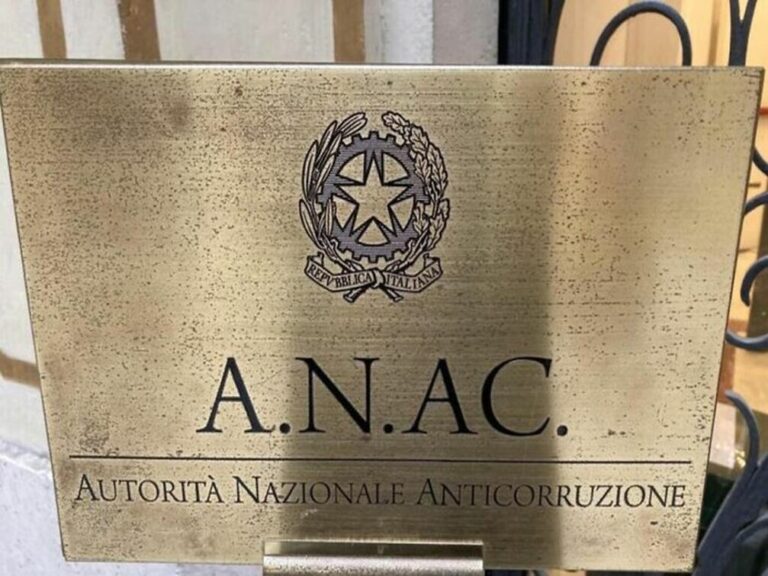 REPVBBLICA ITALIANA
A.N.AC.
AUTORITÀ NAZIONALE ANTICORRUZIONE